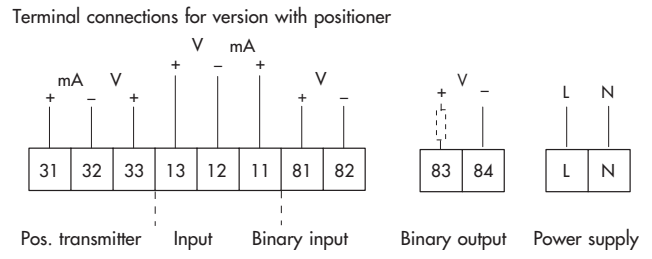 Terminal connections for version with positioner
V mA
+ – +
mA V V V
+ – + + – + – L N
31 32 33 13 12 11 81 82 83 84 L N
Pos. transmitter Input Binary input Binary output Power supply